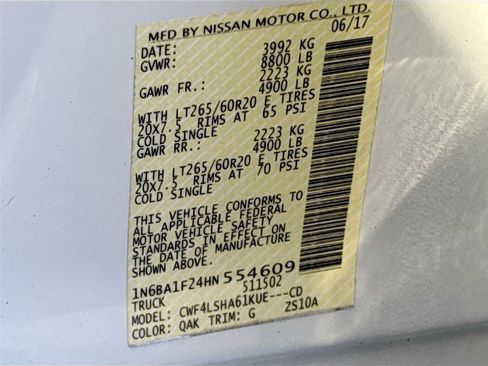 MFD BY NISSAN MOTOR CO., LTD.
DATE: 06/17
GVWR: 3992 KG
8800 LB
GAWR FR.: 2223 KG
4900 LB
WITH LT265/60R20 E TIRES
20X7.5 RIMS AT 65 PSI
COLD SINGLE
GAWR RR.: 2223 KG
4900 LB
WITH LT265/60R20 E TIRES
20X7.5 RIMS AT 70 PSI
COLD SINGLE
THIS VEHICLE CONFORMS TO
ALL APPLICABLE FEDERAL
MOTOR VEHICLE SAFETY
STANDARDS IN EFFECT ON
THE DATE OF MANUFACTURE
SHOWN ABOVE.
1N6BA1F24HN554609
TRUCK 511502
MODEL: CWF4LSHA61KUE---CD
COLOR: QAK TRIM: G ZS10A